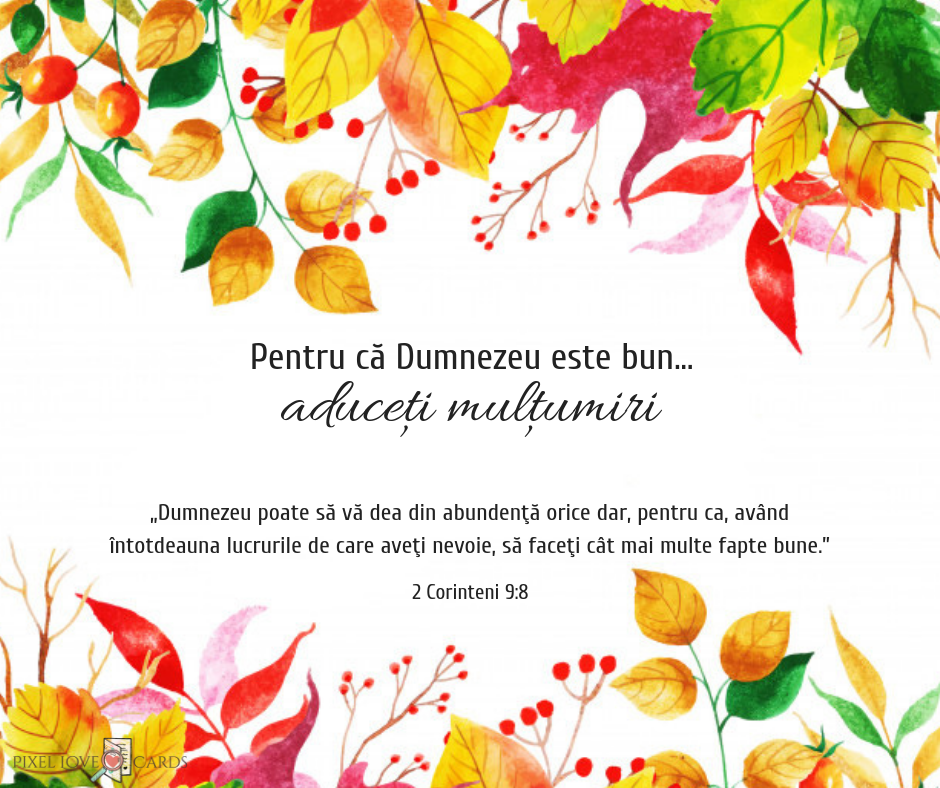 Pentru că Dumnezeu este bun...
aduceți mulțumiri
„Dumnezeu poate să vă dea din abundenţă orice dar, pentru ca, având
întotdeauna lucrurile de care aveţi nevoie, să faceţi cât mai multe fapte bune.”
2 Corinteni 9:8
PIXEL LOVE CARDS